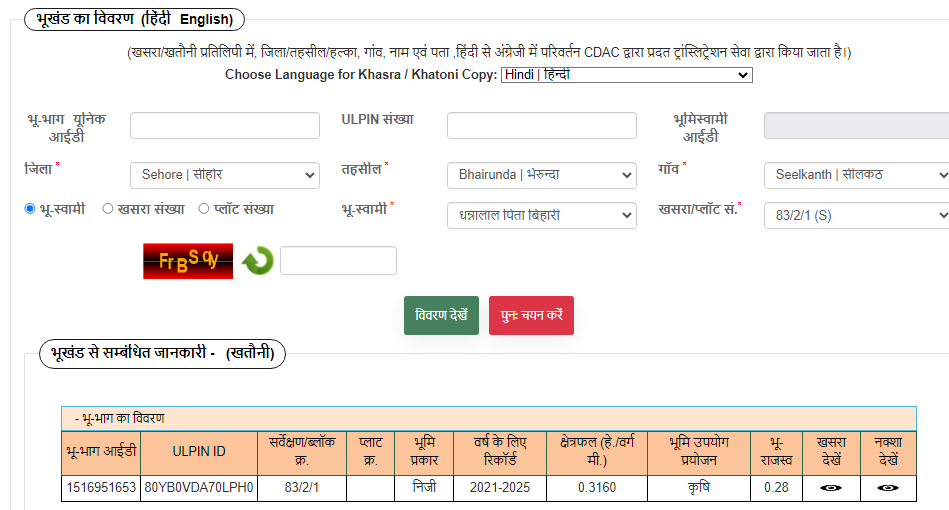 भूखंड का विवरण (हिंदी English)
(खसरा/खतौनी प्रतिलिपी में, जिला/तहसील/हल्का, गांव, नाम एवं पता ,हिंदी से अंग्रेजी में परिवर्तन CDAC द्वारा प्रदत ट्रांस्लिट्रेशन सेवा द्वारा किया जाता है।)
Choose Language for Khasra / Khatoni Copy: Hindi | हिन्दी
भू-भाग यूनिक आईडी ULPIN संख्या भूमिस्वामी आईडी
जिला * Sehore | सीहोर तहसील * Bhairunda | भेरुन्दा गाँव * Seelkanth | सीलकंठ
भू-स्वामी खसरा संख्या प्लॉट संख्या भू-स्वामी * धन्नालाल पिता बिहारी खसरा/प्लॉट सं.* 83/2/1 (S)
FrBSqy
विवरण देखें पुनः चयन करें
भूखंड से सम्बंधित जानकारी - (खतौनी)
- भू-भाग का विवरण
भू-भाग आईडी ULPIN ID सर्वेक्षण/ब्लॉक क्र. प्लाट क्र. भूमि प्रकार वर्ष के लिए रिकॉर्ड क्षेत्रफल (हे./वर्ग मी.) भूमि उपयोग प्रयोजन भू-राजस्व खसरा देखें नक्शा देखें
1516951653 80YB0VDA70LPH0 83/2/1 निजी 2021-2025 0.3160 कृषि 0.28